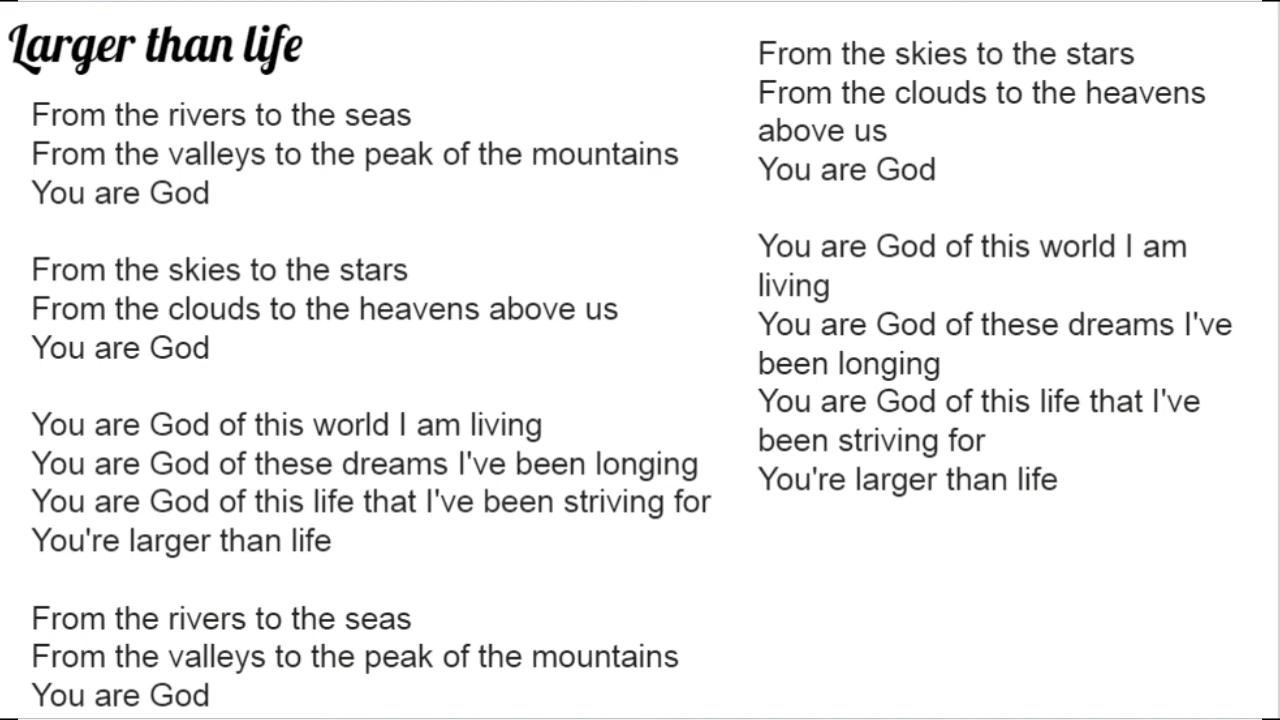 Larger than life
From the rivers to the seas
From the valleys to the peak of the mountains
You are God
From the skies to the stars
From the clouds to the heavens above us
You are God
You are God of this world I am living
You are God of these dreams I've been longing
You are God of this life that I've been striving for
You're larger than life
From the rivers to the seas
From the valleys to the peak of the mountains
You are God
From the skies to the stars
From the clouds to the heavens
above us
You are God
You are God of this world I am
living
You are God of these dreams I've
been longing
You are God of this life that I've
been striving for
You're larger than life